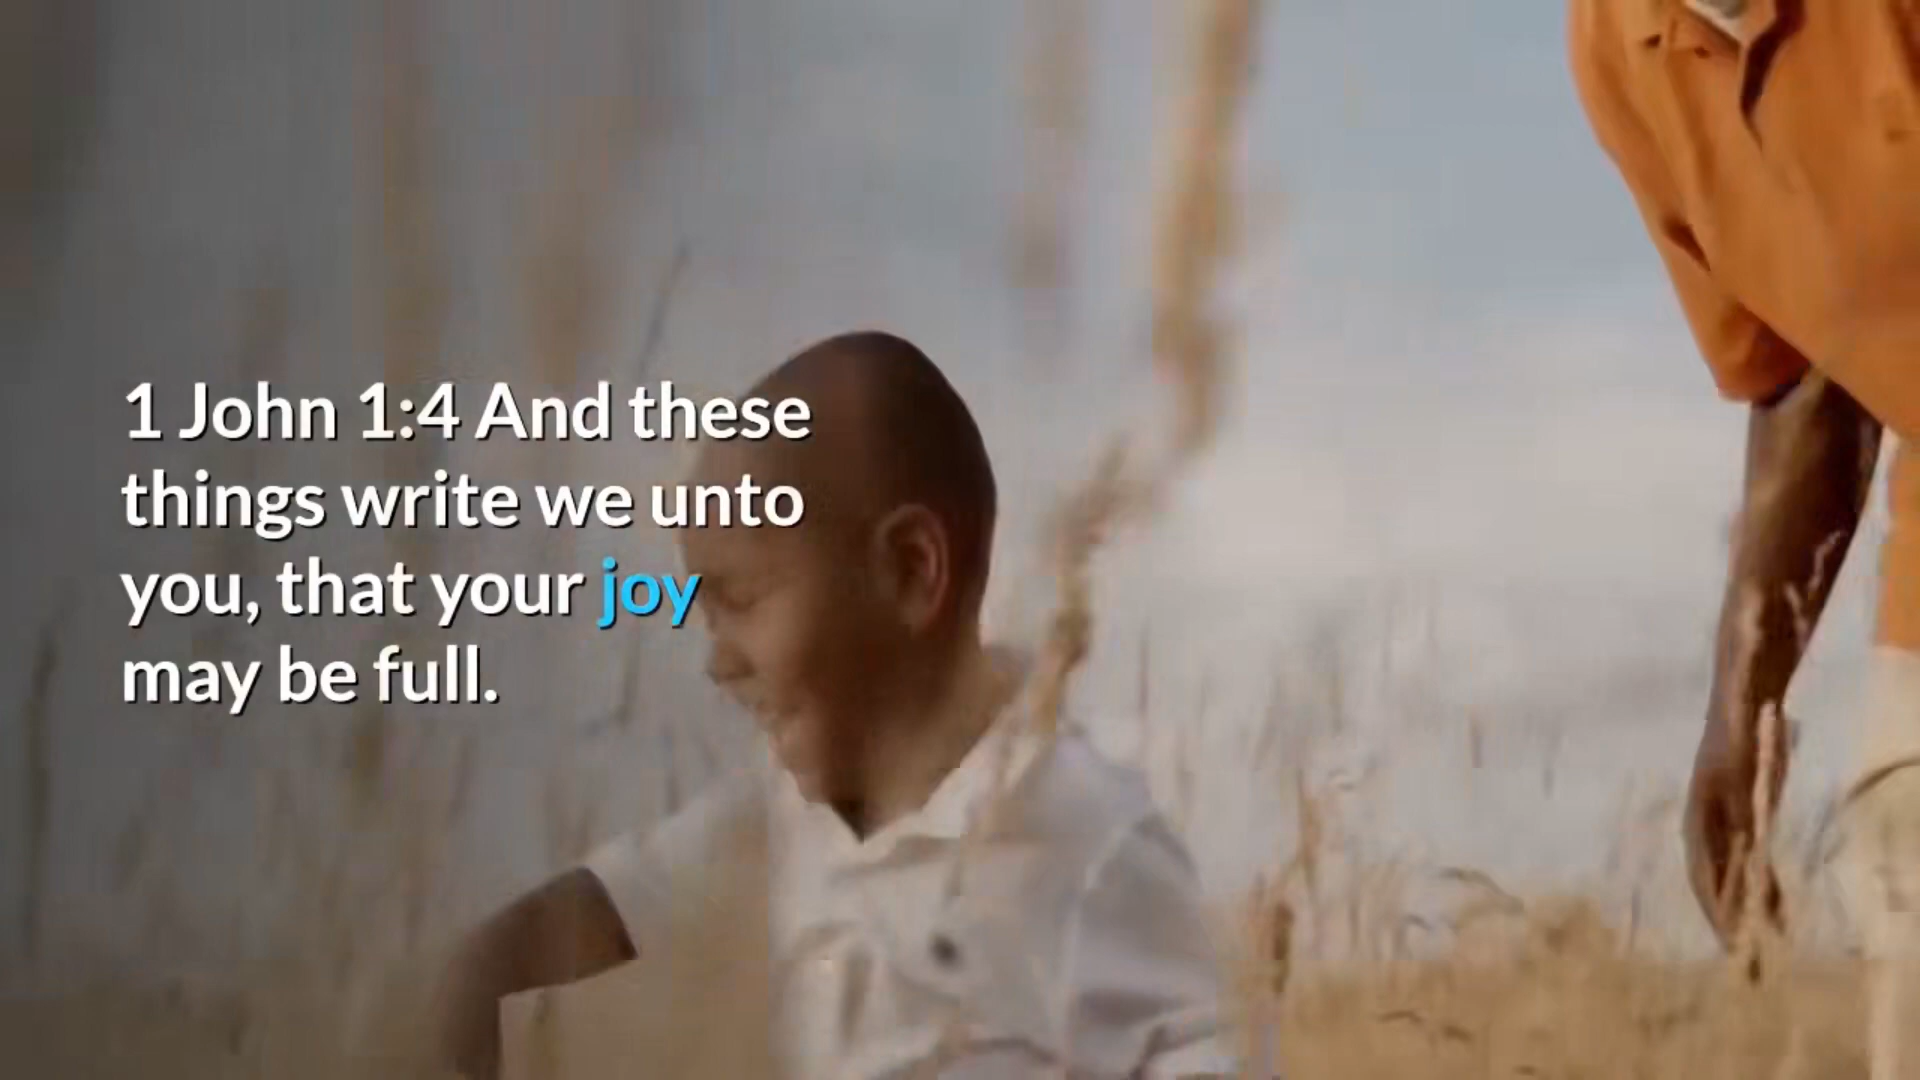 1 John 1:4 And these
things write we unto
you, that your joy
may be full.